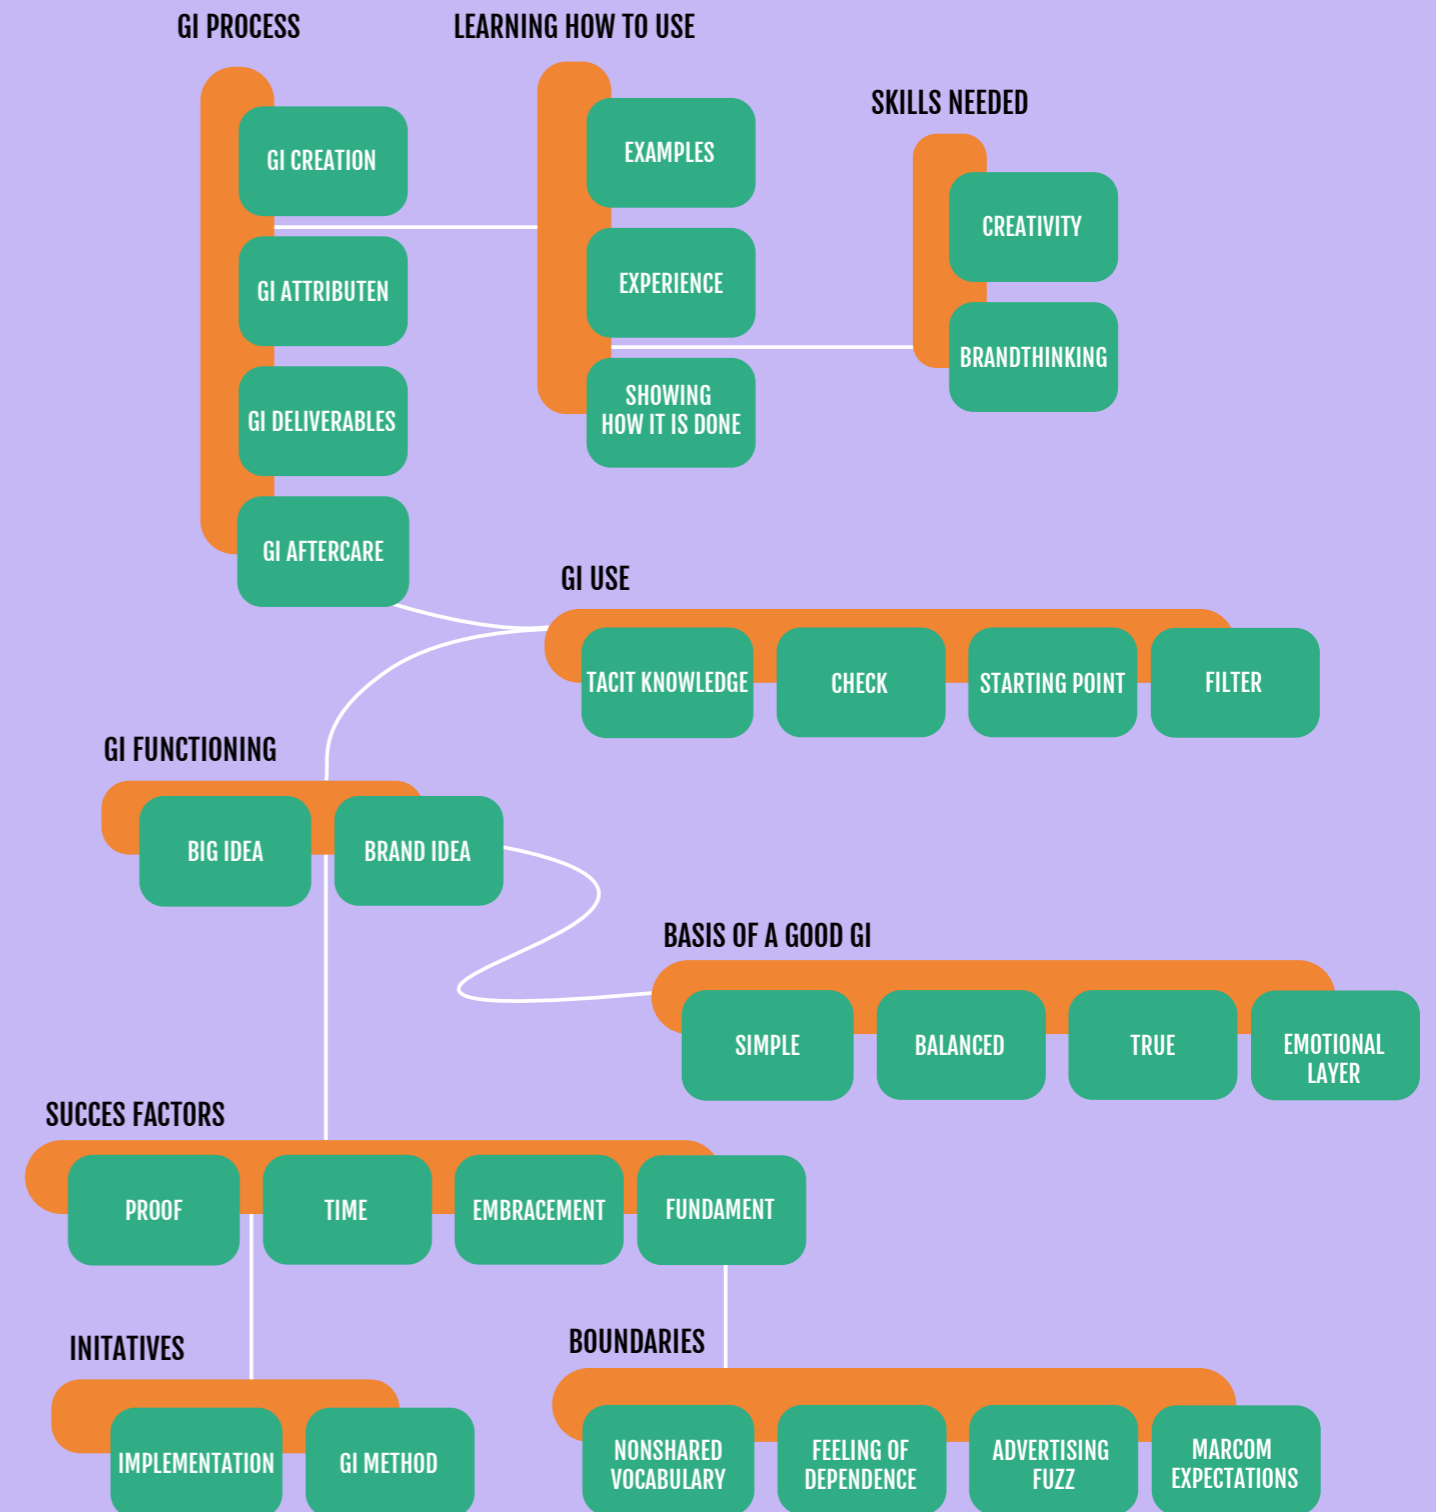 GI PROCESS
GI CREATION
GI ATTRIBUTEN
GI DELIVERABLES
GI AFTERCARE
LEARNING HOW TO USE
EXAMPLES
EXPERIENCE
SHOWING
HOW IT IS DONE
SKILLS NEEDED
CREATIVITY
BRANDTHINKING
GI USE
TACIT KNOWLEDGE
CHECK
STARTING POINT
FILTER
GI FUNCTIONING
BIG IDEA
BRAND IDEA
BASIS OF A GOOD GI
SIMPLE
BALANCED
TRUE
EMOTIONAL
LAYER
SUCCES FACTORS
PROOF
TIME
EMBRACEMENT
FUNDAMENT
INITATIVES
IMPLEMENTATION
GI METHOD
BOUNDARIES
NONSHARED
VOCABULARY
FEELING OF
DEPENDENCE
ADVERTISING
FUZZ
MARCOM
EXPECTATIONS